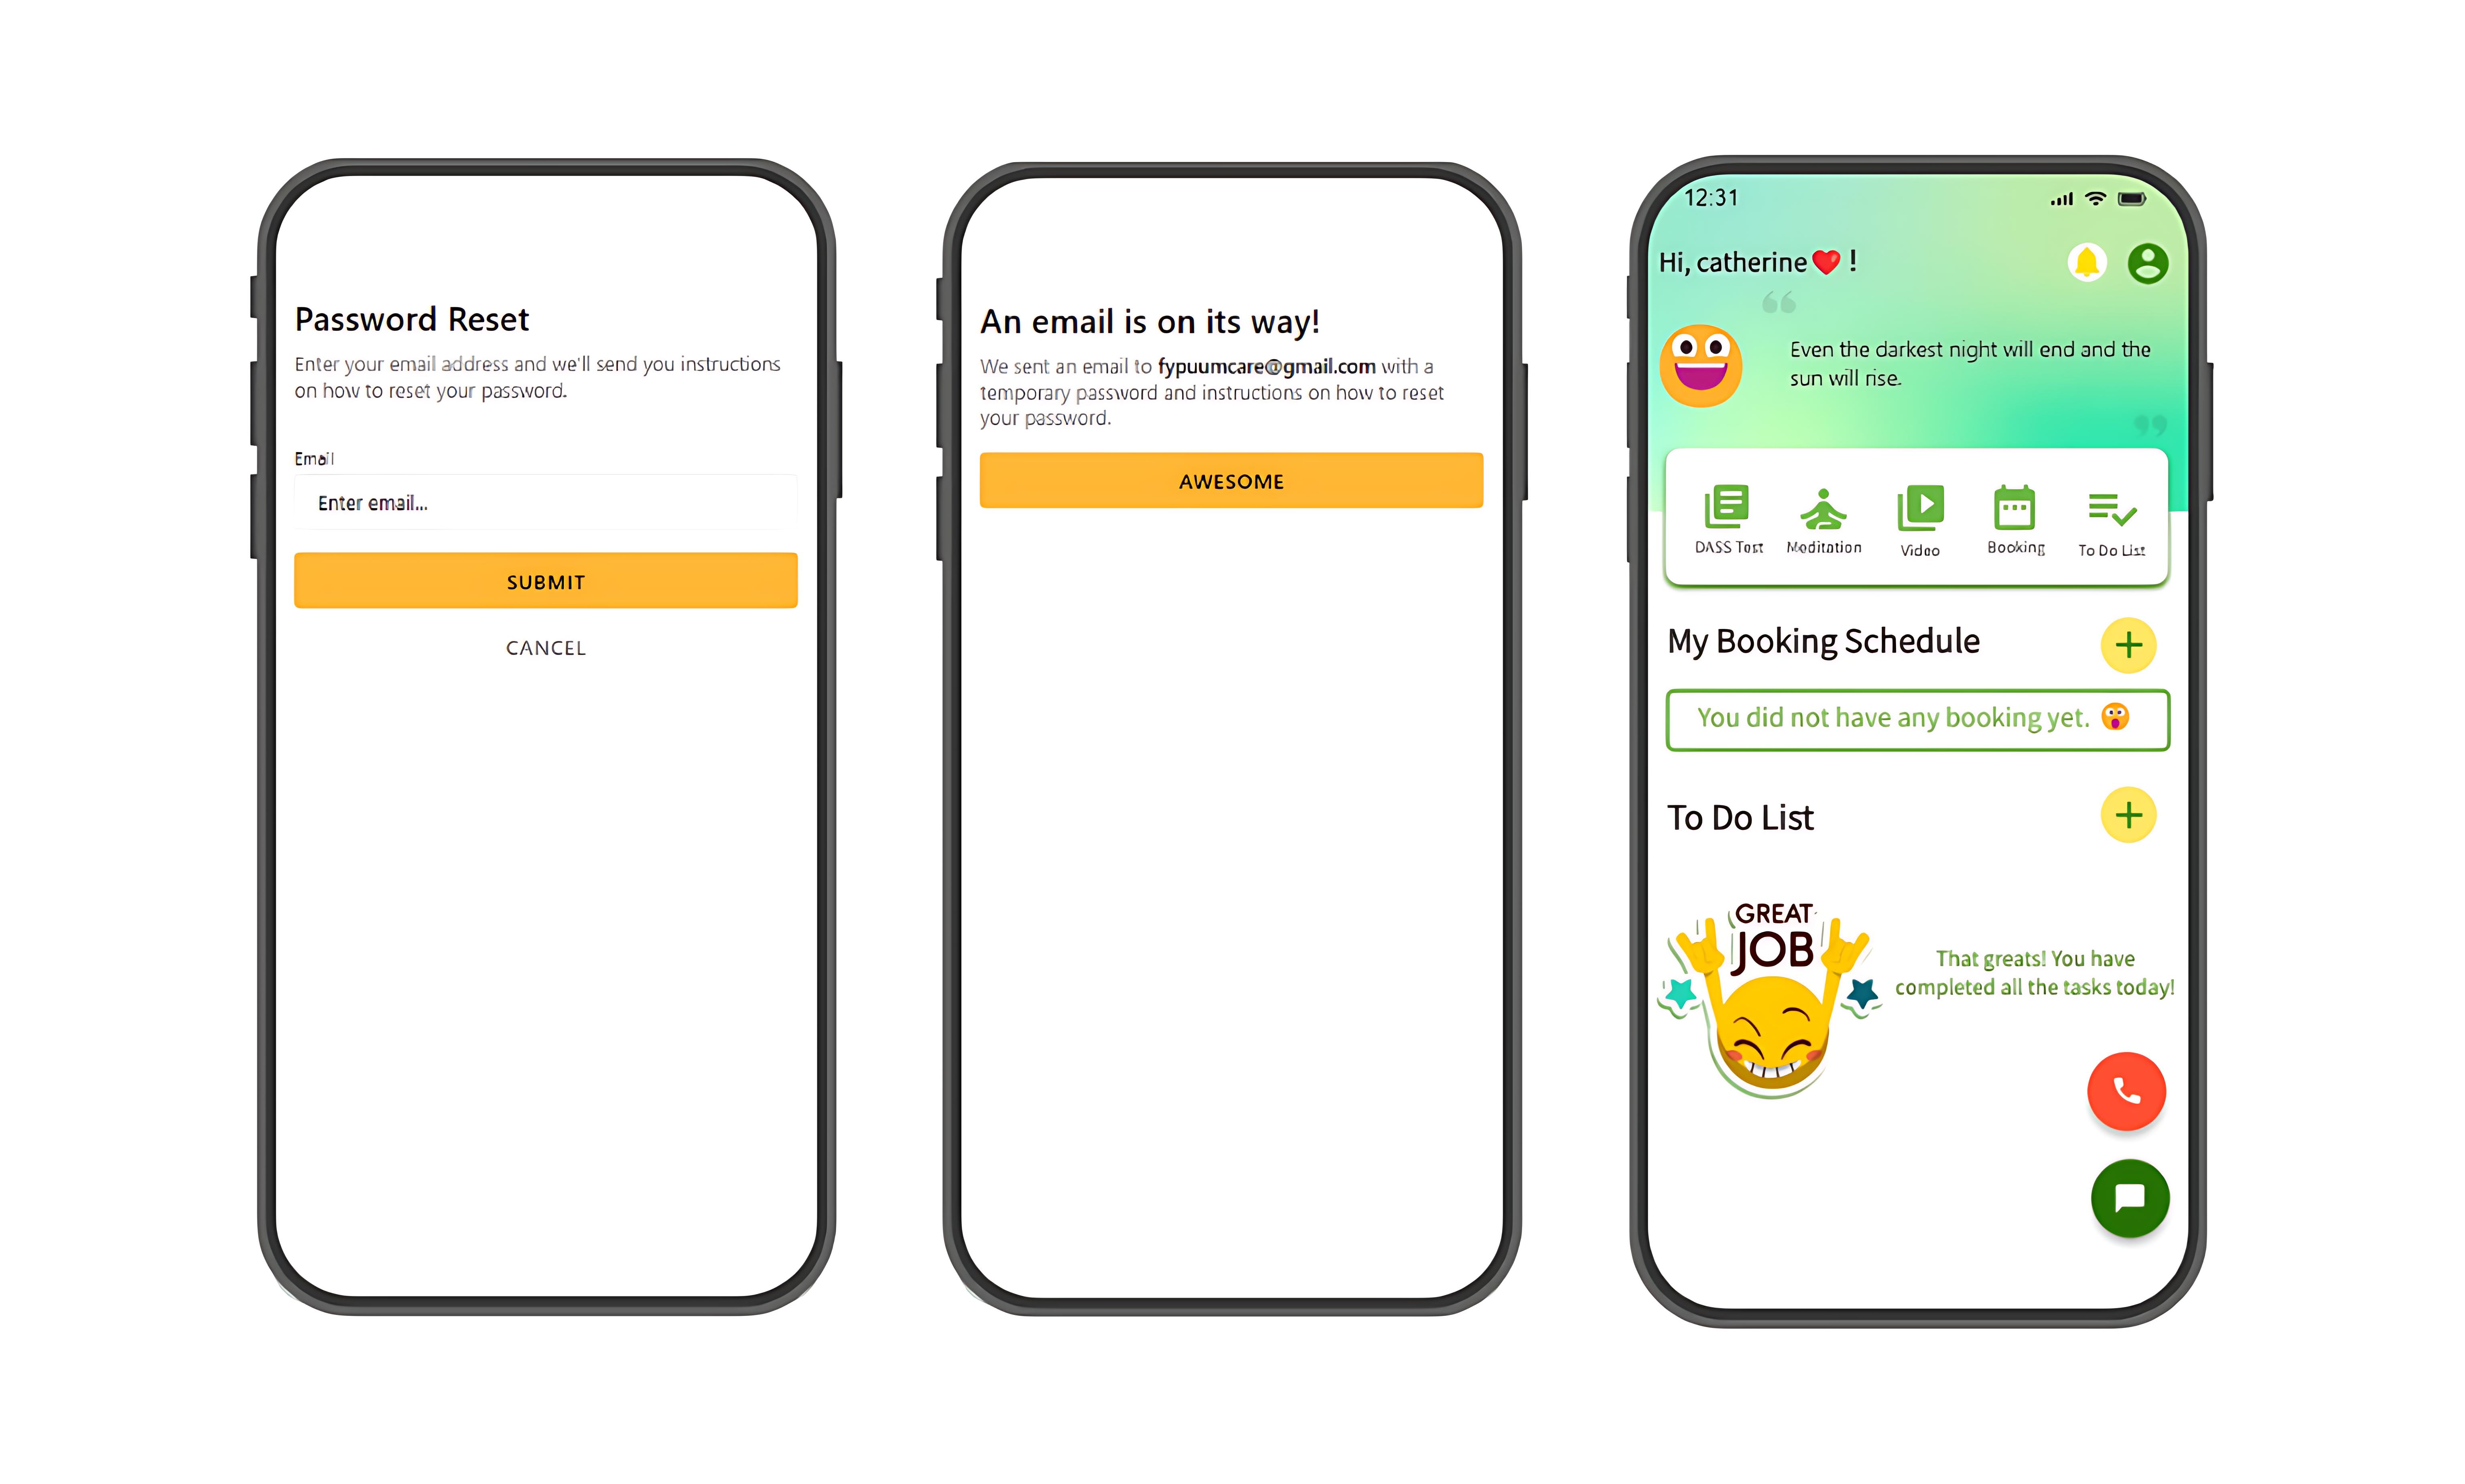 Password Reset
Enter your email address and we'll send you instructions
on how to reset your password.
Email
Enter email...
SUBMIT
CANCEL
An email is on its way!
We sent an email to fypuumcare@gmail.com with a
temporary password and instructions on how to reset
your password.
AWESOME
12:31
Hi, catherine❤️ !
“
Even the darkest night will end and the
sun will rise.
”
DASS Test
Meditation
Video
Booking
To Do List
My Booking Schedule
+
You did not have any booking yet. 😲
To Do List
+
GREAT
JOB
That greats! You have
completed all the tasks today!